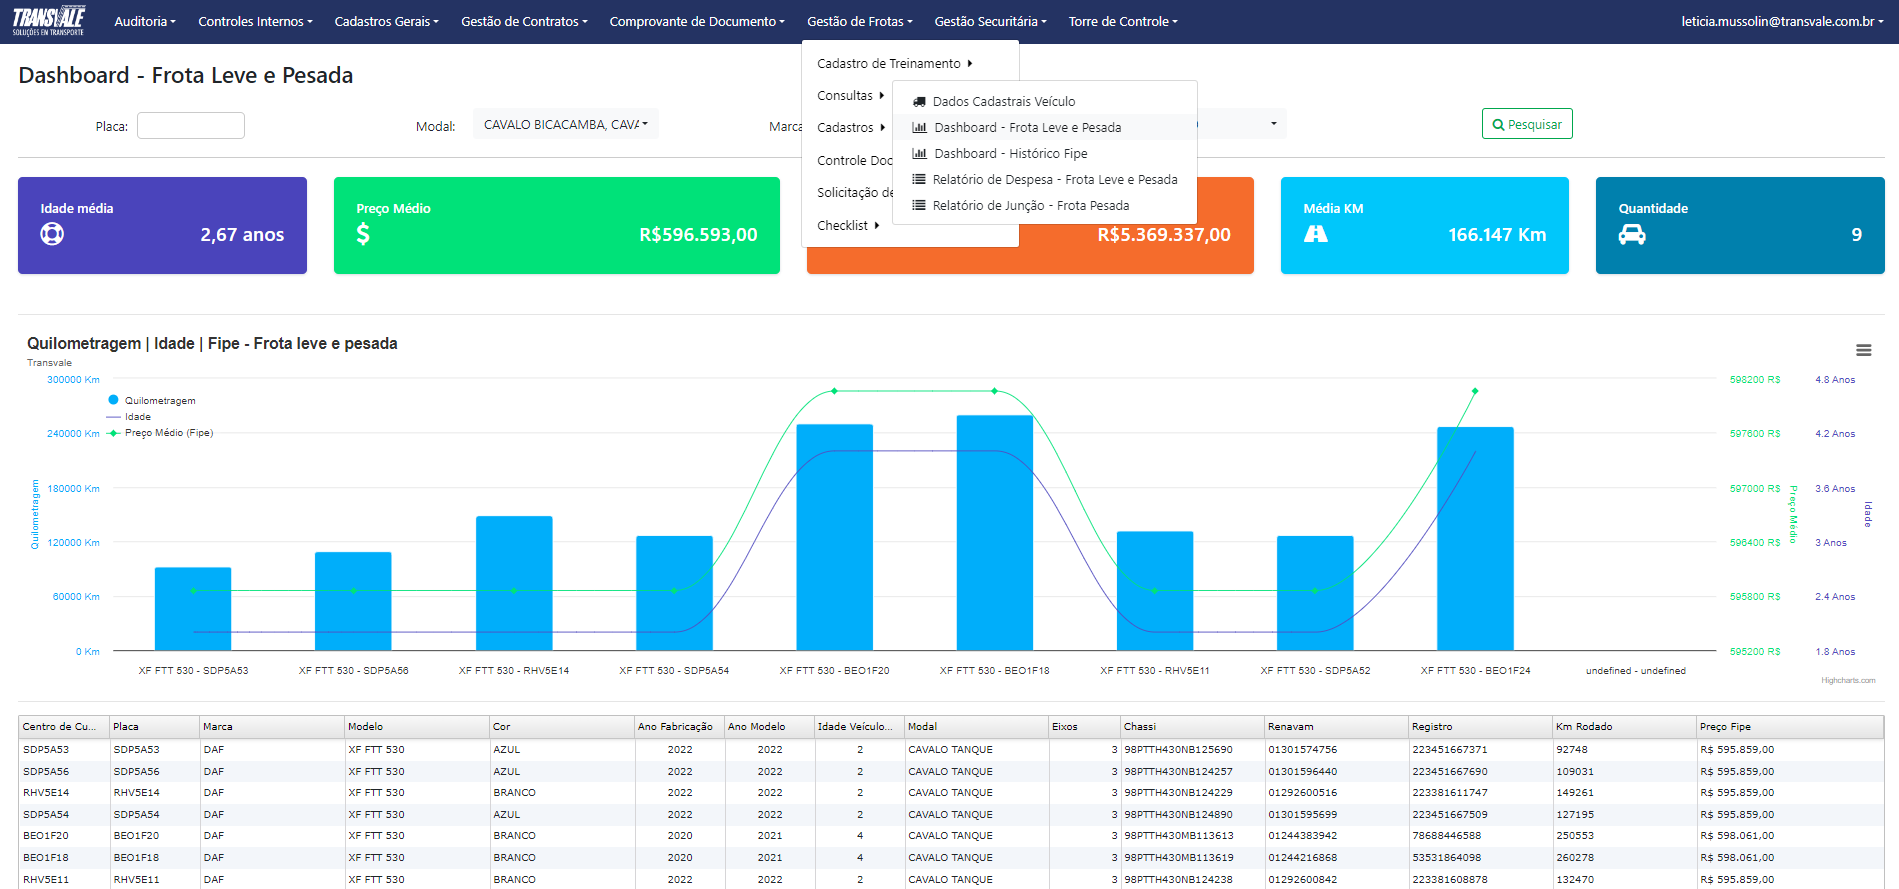 TRANSVALE
SOLUÇÕES EM TRANSPORTE
Auditoria
Controles Internos
Cadastros Gerais
Gestão de Contratos
Comprovante de Documento
Gestão de Frotas
Gestão Securitária
Torre de Controle
leticia.mussolin@transvale.com.br
Dashboard - Frota Leve e Pesada
Cadastro de Treinamento
Consultas
Cadastros
Controle Doc
Solicitação de
Checklist
Dados Cadastrais Veículo
Dashboard - Frota Leve e Pesada
Dashboard - Histórico Fipe
Relatório de Despesa - Frota Leve e Pesada
Relatório de Junção - Frota Pesada
Placa:
Modal:
CAVALO BICACAMBA, CAVA
Marca
Pesquisar
Idade média
2,67 anos
Preço Médio
R$596.593,00
R$5.369.337,00
Média KM
166.147 Km
Quantidade
9
Quilometragem | Idade | Fipe - Frota leve e pesada
Transvale
300000 Km
240000 Km
180000 Km
120000 Km
60000 Km
0 Km
Quilometragem
Quilometragem
Idade
Preço Médio (Fipe)
598200 R$
597600 R$
597000 R$
596400 R$
595800 R$
595200 R$
Preço Médio
4.8 Anos
4.2 Anos
3.6 Anos
3 Anos
2.4 Anos
1.8 Anos
Idade
XF FTT 530 - SDP5A53
XF FTT 530 - SDP5A56
XF FTT 530 - RHV5E14
XF FTT 530 - SDP5A54
XF FTT 530 - BEO1F20
XF FTT 530 - BEO1F18
XF FTT 530 - RHV5E11
XF FTT 530 - SDP5A52
XF FTT 530 - BEO1F24
undefined - undefined
Highcharts.com
Centro de Cu... Placa Marca Modelo Cor Ano Fabricação Ano Modelo Idade Veículo... Modal Eixos Chassi Renavam Registro Km Rodado Preço Fipe
SDP5A53 SDP5A53 DAF XF FTT 530 AZUL 2022 2022 2 CAVALO TANQUE 3 98PTTH430NB125690 01301574756 223451667371 92748 R$ 595.859,00
SDP5A56 SDP5A56 DAF XF FTT 530 AZUL 2022 2022 2 CAVALO TANQUE 3 98PTTH430NB124257 01301596440 223451667690 109031 R$ 595.859,00
RHV5E14 RHV5E14 DAF XF FTT 530 BRANCO 2022 2022 2 CAVALO TANQUE 3 98PTTH430NB124229 01292600516 223381611747 149261 R$ 595.859,00
SDP5A54 SDP5A54 DAF XF FTT 530 AZUL 2022 2022 2 CAVALO TANQUE 3 98PTTH430NB124890 01301595699 223451667509 127195 R$ 595.859,00
BEO1F20 BEO1F20 DAF XF FTT 530 BRANCO 2020 2021 4 CAVALO TANQUE 3 98PTTH430MB113613 01244383942 78688446588 250553 R$ 598.061,00
BEO1F18 BEO1F18 DAF XF FTT 530 BRANCO 2020 2021 4 CAVALO TANQUE 3 98PTTH430MB113619 01244216868 53531864098 260278 R$ 598.061,00
RHV5E11 RHV5E11 DAF XF FTT 530 BRANCO 2022 2022 2 CAVALO TANQUE 3 98PTTH430NB124238 01292600842 223381608878 132470 R$ 595.859,00